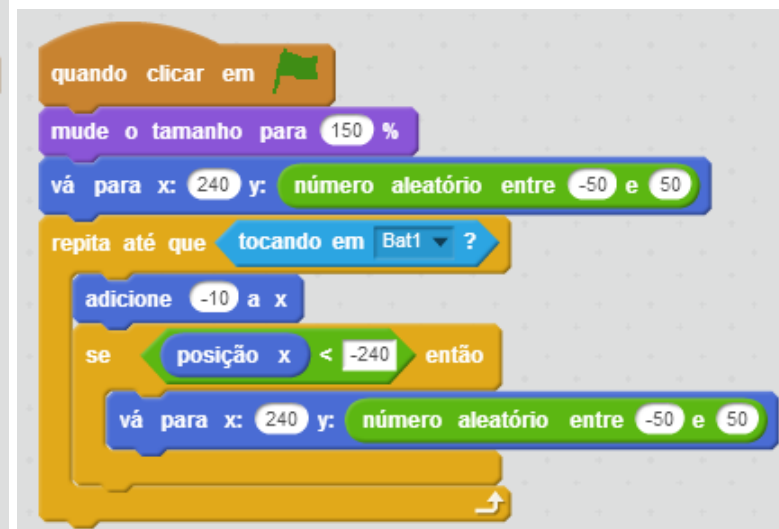 quando clicar em
mude o tamanho para 150 %
vá para x: 240 y: número aleatório entre -50 e 50
repita até que tocando em Bat1 ?
adicione -10 a x
se posição x < -240 então
vá para x: 240 y: número aleatório entre -50 e 50